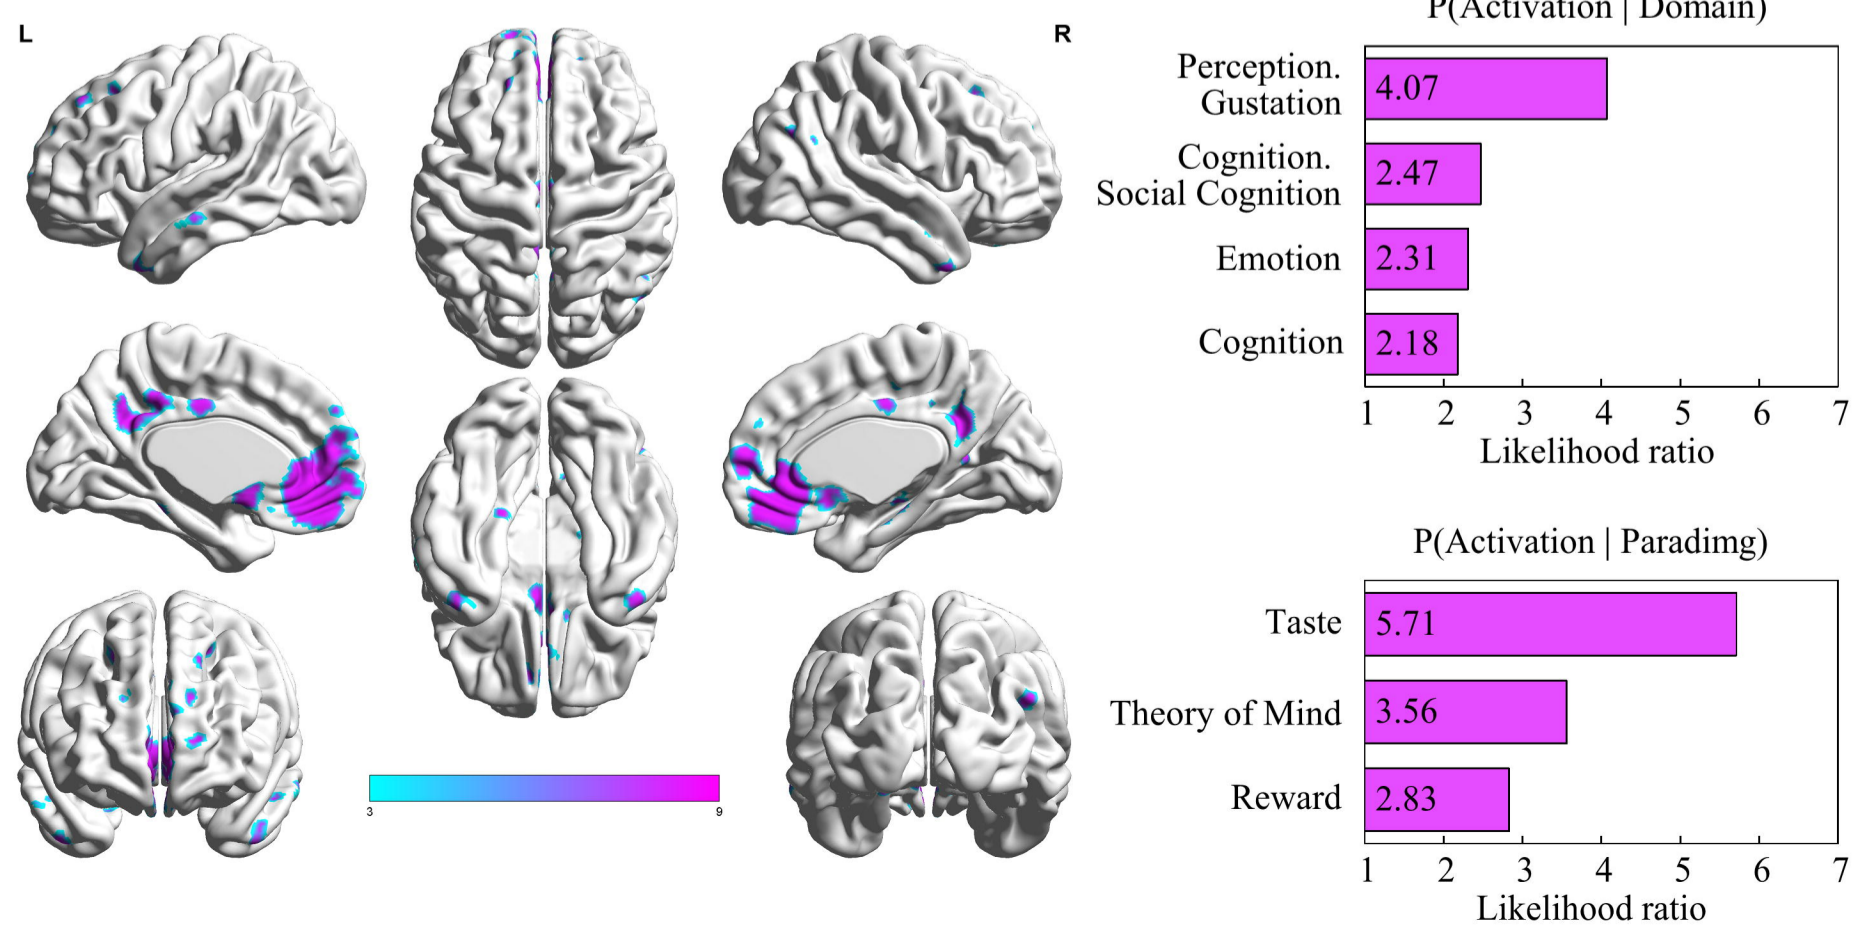 L
R
3
9
P(Activation | Domain)
Perception.
Gustation
4.07
Cognition.
Social Cognition
2.47
Emotion
2.31
Cognition
2.18
1 2 3 4 5 6 7
Likelihood ratio
P(Activation | Paradimg)
Taste
5.71
Theory of Mind
3.56
Reward
2.83
1 2 3 4 5 6 7
Likelihood ratio